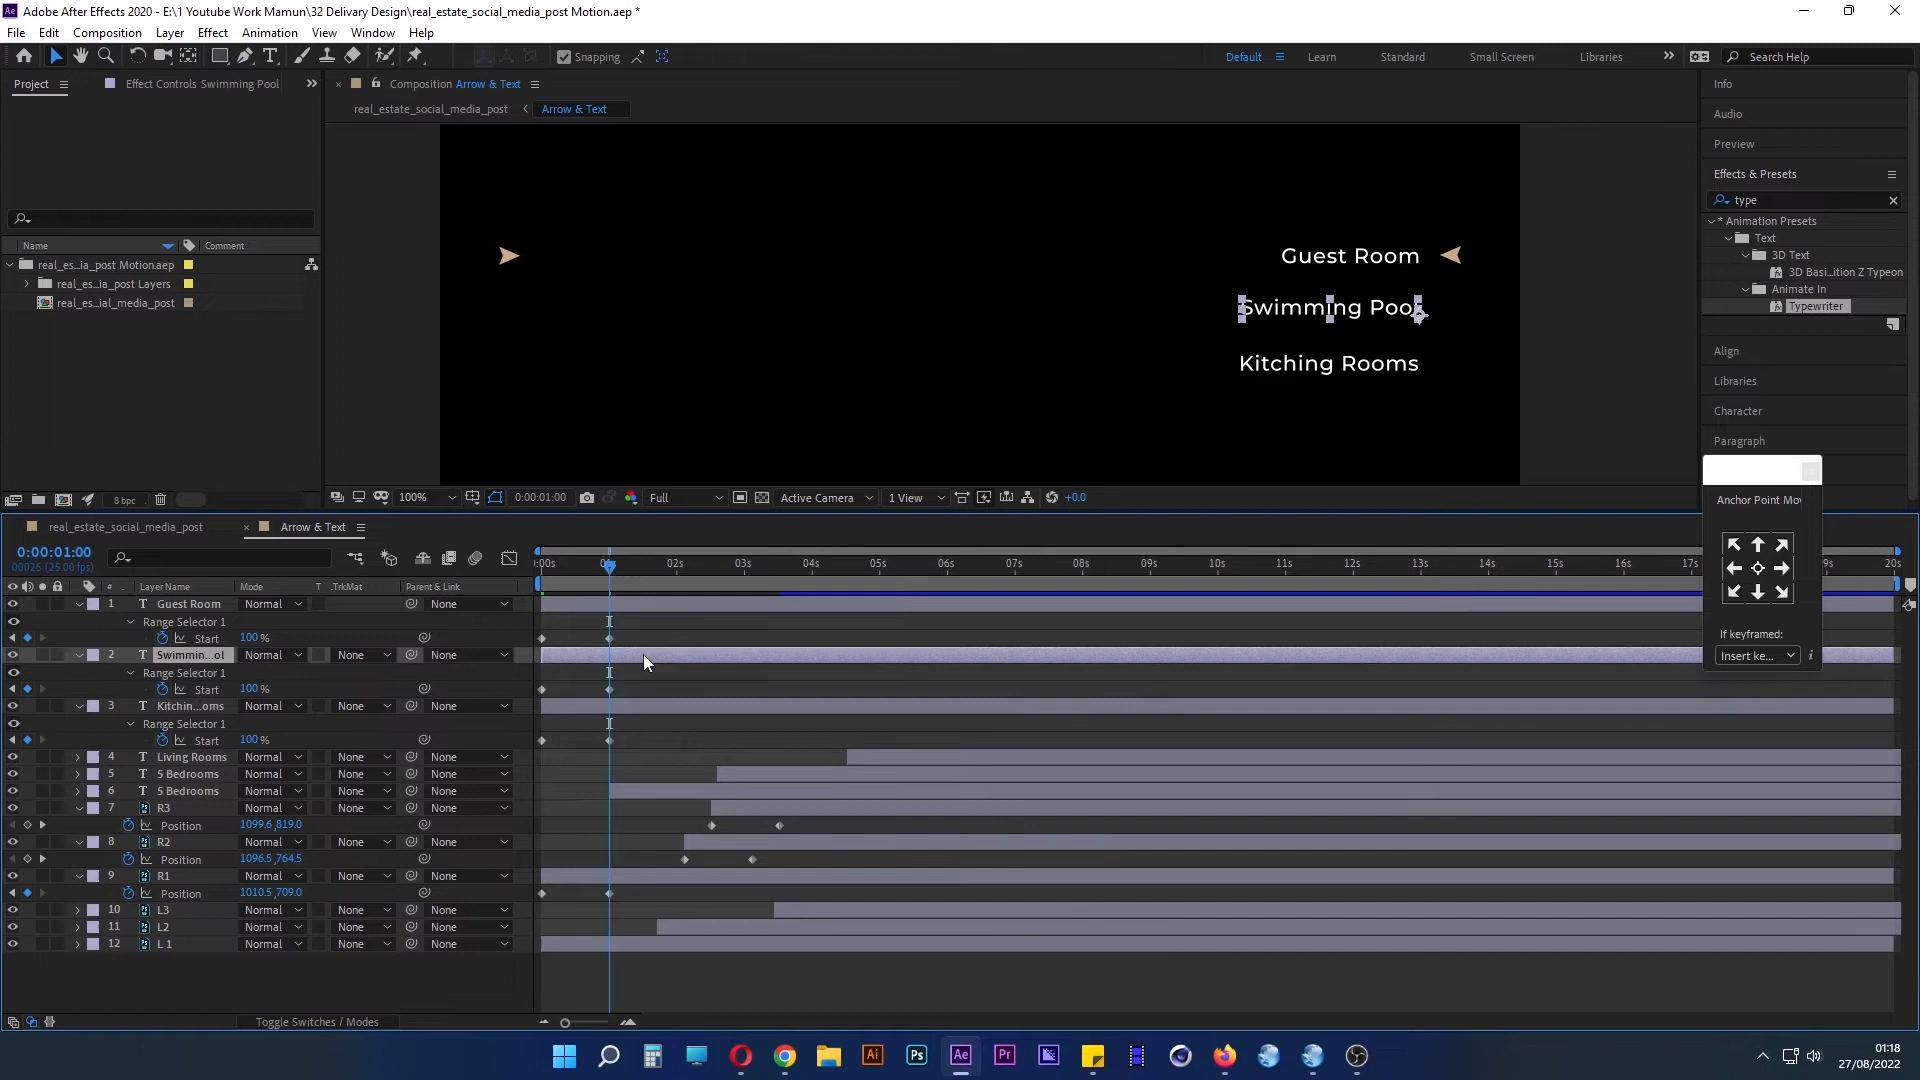 Ae Adobe After Effects 2020 - E:\1 Youtube Work Mamun\32 Delivary Design\real_estate_social_media_post Motion.aep *
File Edit Composition Layer Effect Animation View Window Help
Snapping Default Learn Standard Small Screen Libraries Search Help
Project Effect Controls Swimming Pool
Composition Arrow & Text
real_estate_social_media_post Arrow & Text
Name Comment
real_es...ia_post Motion.aep
real_es...ia_post Layers
real_es...ial_media_post
8 bpc
Guest Room
Swimming Pool
Kitching Rooms
100% 0:00:01:00 Full Active Camera 1 View +0.0
Info
Audio
Preview
Effects & Presets
type
* Animation Presets
Text
3D Text
3D Basi...ition Z Typeon
Animate In
Typewriter
Align
Libraries
Character
Paragraph
Anchor Point Mov
If keyframed:
Insert ke... i
real_estate_social_media_post Arrow & Text
0:00:01:00
00025 (25.00 fps)
:00s 02s 03s 04s 05s 06s 07s 08s 09s 10s 11s 12s 13s 14s 15s 16s 17s 9s 20s
# Layer Name Mode T .TrkMat Parent & Link
1 T Guest Room Normal None
Range Selector 1
Start 100 %
2 T Swimmin...ol Normal None None
Range Selector 1
Start 100 %
3 T Kitchin...oms Normal None None
Range Selector 1
Start 100 %
4 T Living Rooms Normal None None
5 T 5 Bedrooms Normal None None
6 T 5 Bedrooms Normal None None
7 R3 Normal None None
Position 1099.6,819.0
8 R2 Normal None None
Position 1096.5,764.5
9 R1 Normal None None
Position 1010.5,709.0
10 L3 Normal None None
11 L2 Normal None None
12 L 1 Normal None None
Toggle Switches / Modes
Ai Ps Ae Pr
01:18
27/08/2022